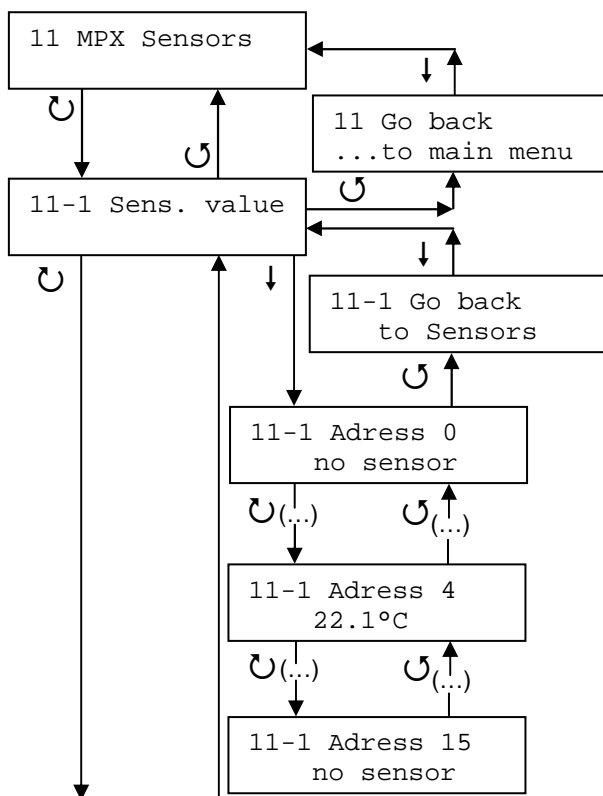 11 MPX Sensors
11 Go back
...to main menu
11-1 Sens. value
11-1 Go back
to Sensors
11-1 Adress 0
no sensor
(...)
(...)
11-1 Adress 4
22.1°C
(...)
(...)
11-1 Adress 15
no sensor